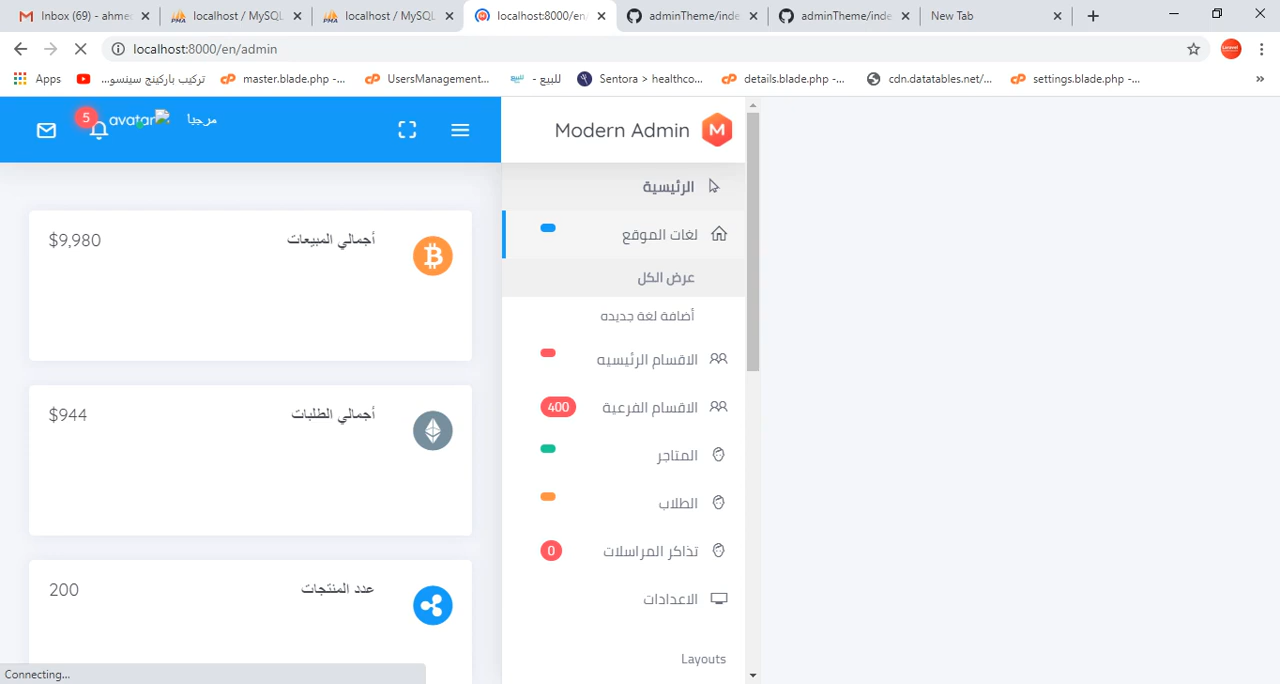 Inbox (69) - ahme
localhost / MySQL
localhost / MySQL
localhost:8000/en
adminTheme/inde
adminTheme/inde
New Tab
localhost:8000/en/admin
Apps
تركيب باركينج سينسو...
master.blade.php -...
UsersManagement...
للبيع - 
Sentora > healthco...
details.blade.php -...
cdn.datatables.net/...
settings.blade.php -...
»
5
avatar
مرحبا
Modern Admin
M
الرئيسية
لغات الموقع
عرض الكل
أضافة لغة جديده
الاقسام الرئيسيه
الاقسام الفرعية
400
المتاجر
الطلاب
تذاكر المراسلات
0
الاعدادات
Layouts
أجمالي المبيعات
$9,980
أجمالي الطلبات
$944
عدد المنتجات
200
Connecting...